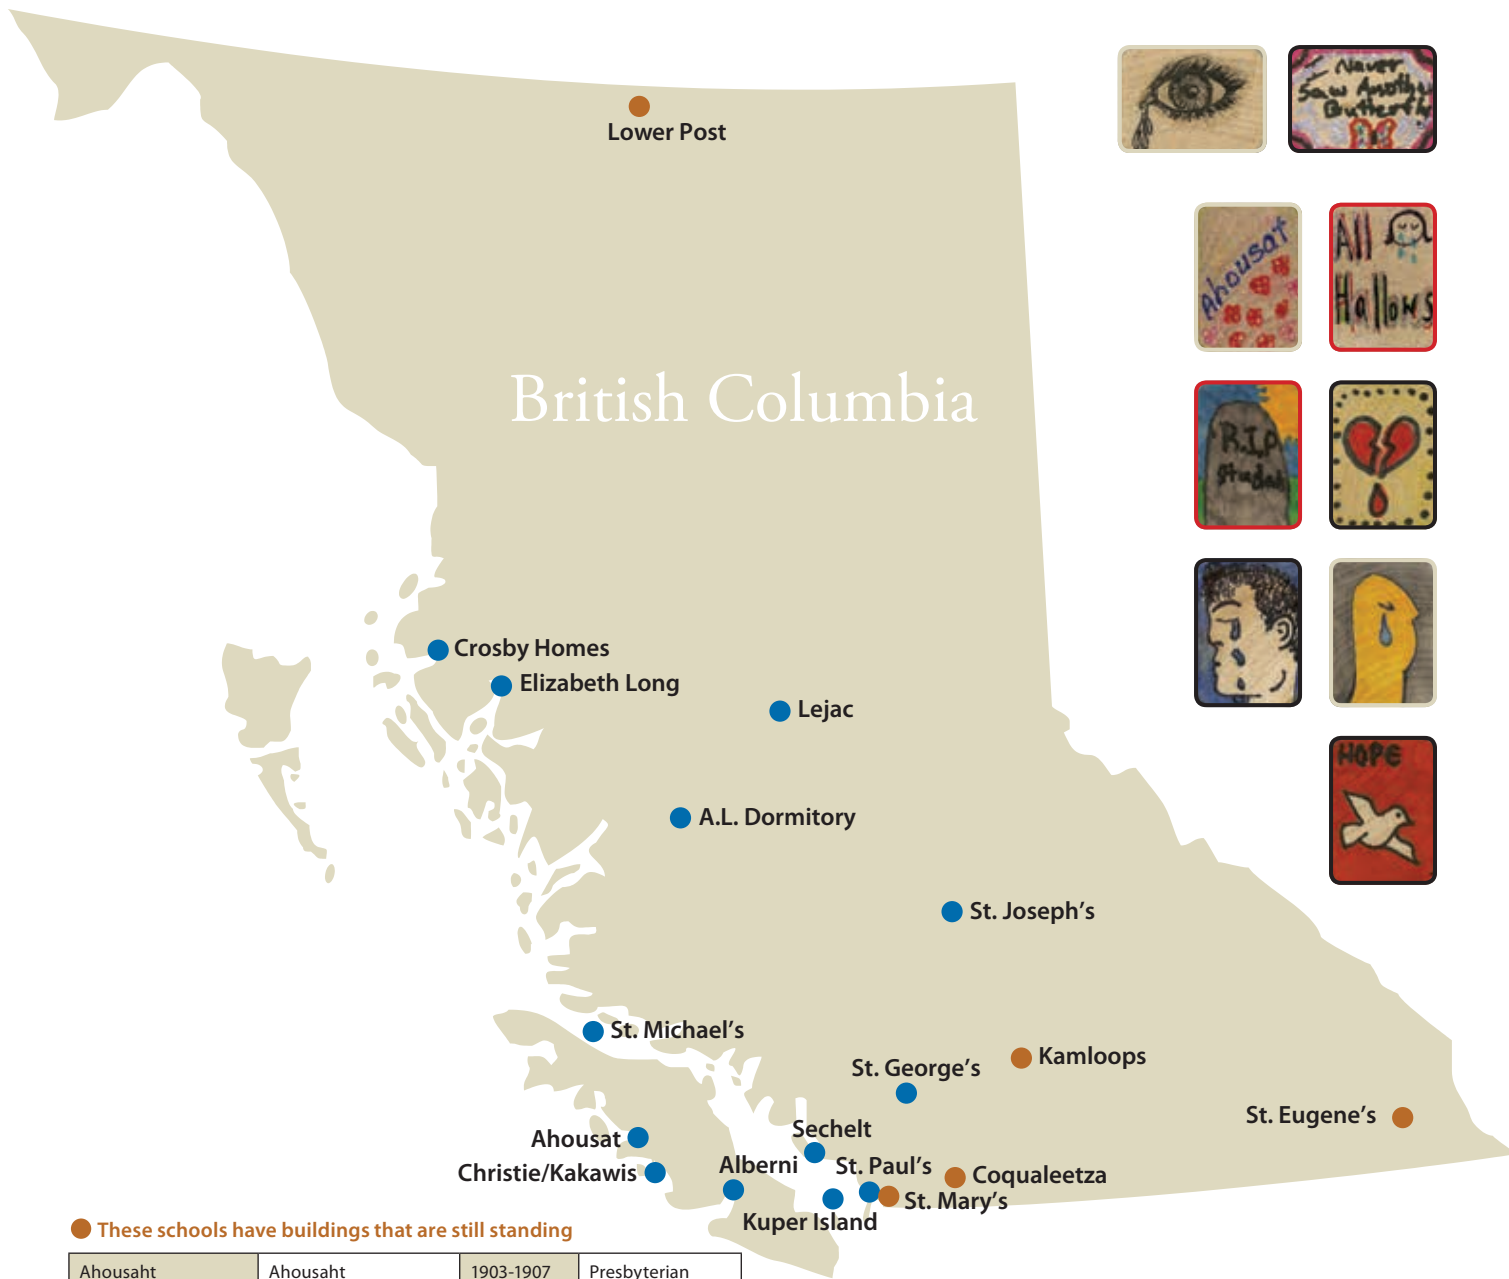 Lower Post
Never
Saw Another
Butterfly
Ahousat
All
Hallows
British Columbia
R.I.P
HOPE
Crosby Homes
Elizabeth Long
Lejac
A.L. Dormitory
St. Joseph's
St. Michael's
Kamloops
St. George's
St. Eugene's
Sechelt
Ahousat
Alberni
St. Paul's
Christie/Kakawis
Coqualeetza
St. Mary's
Kuper Island
These schools have buildings that are still standing
Ahousaht Ahousaht 1903-1907 Presbyterian